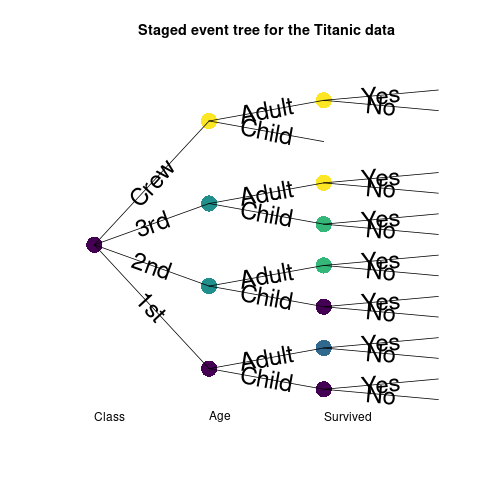 Staged event tree for the Titanic data
Yes
No
Adult
Child
Crew
Yes
No
Adult
Child
Yes
No
3rd
Yes
No
Adult
Child
Yes
No
2nd
1st
Yes
No
Adult
Child
Yes
No
Class Age Survived